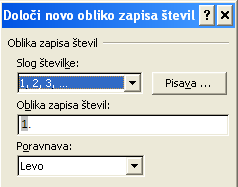 Določi novo obliko zapisa števil
Oblika zapisa števil
Slog številke:
1, 2, 3, ...
Pisava ...
Oblika zapisa števil:
1.
Poravnava:
Levo